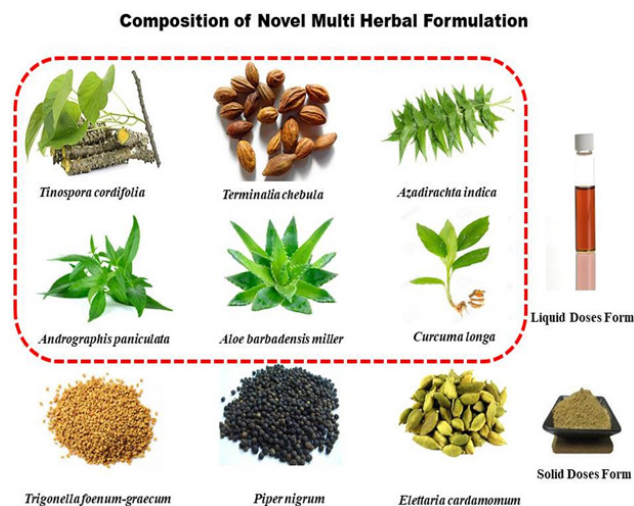 Composition of Novel Multi Herbal Formulation
Tinospora cordifolia
Terminalia chebula
Azadirachta indica
Andrographis paniculata
Aloe barbadensis miller
Curcuma longa
Liquid Doses Form
Trigonella foenum-graecum
Piper nigrum
Elettaria cardamomum
Solid Doses Form